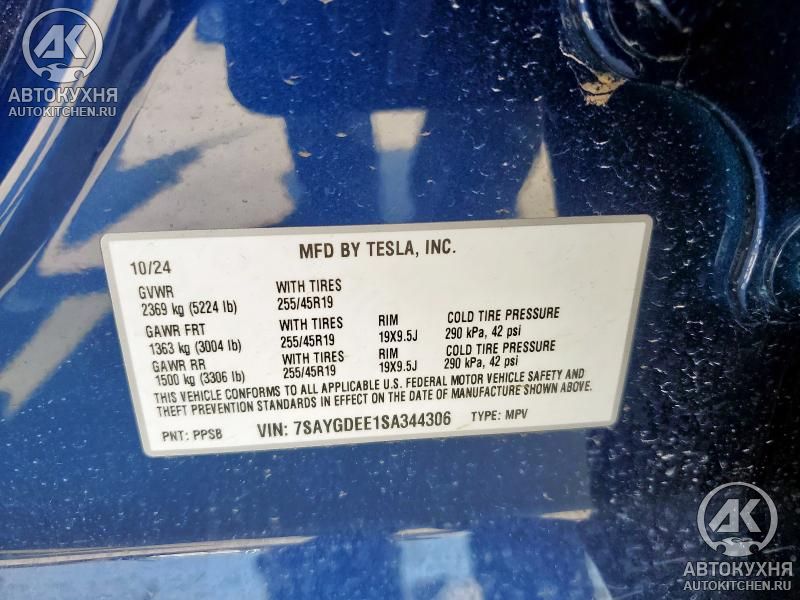 AK
АВТОКУХНЯ
AUTOKITCHEN.RU
MFD BY TESLA, INC.
10/24
GVWR WITH TIRES
2369 kg (5224 lb) 255/45R19
GAWR FRT WITH TIRES RIM COLD TIRE PRESSURE
1363 kg (3004 lb) 255/45R19 19X9.5J 290 kPa, 42 psi
GAWR RR WITH TIRES RIM COLD TIRE PRESSURE
1500 kg (3306 lb) 255/45R19 19X9.5J 290 kPa, 42 psi
THIS VEHICLE CONFORMS TO ALL APPLICABLE U.S. FEDERAL MOTOR VEHICLE SAFETY AND
THEFT PREVENTION STANDARDS IN EFFECT ON THE DATE OF MANUFACTURE SHOWN ABOVE.
PNT: PPSB VIN: 7SAYGDEE1SA344306 TYPE: MPV
AK
АВТОКУХНЯ
AUTOKITCHEN.RU